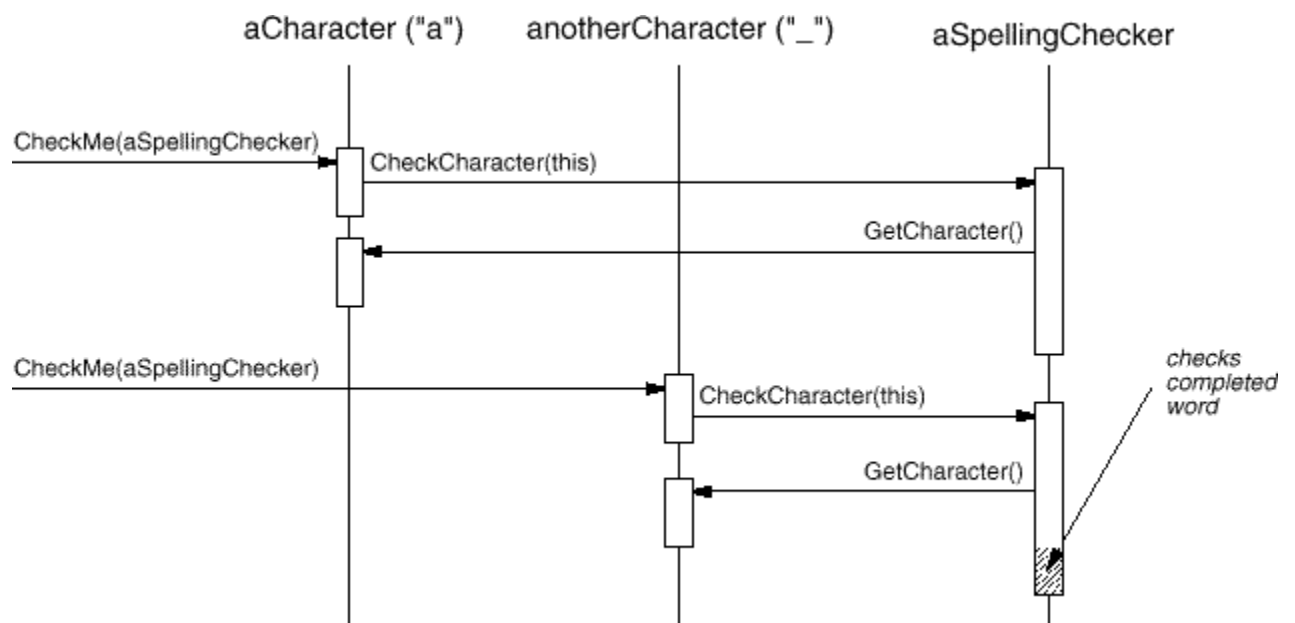 aCharacter ("a")
anotherCharacter ("_")
aSpellingChecker
CheckMe(aSpellingChecker)
CheckCharacter(this)
GetCharacter()
CheckMe(aSpellingChecker)
CheckCharacter(this)
checks
completed
word
GetCharacter()